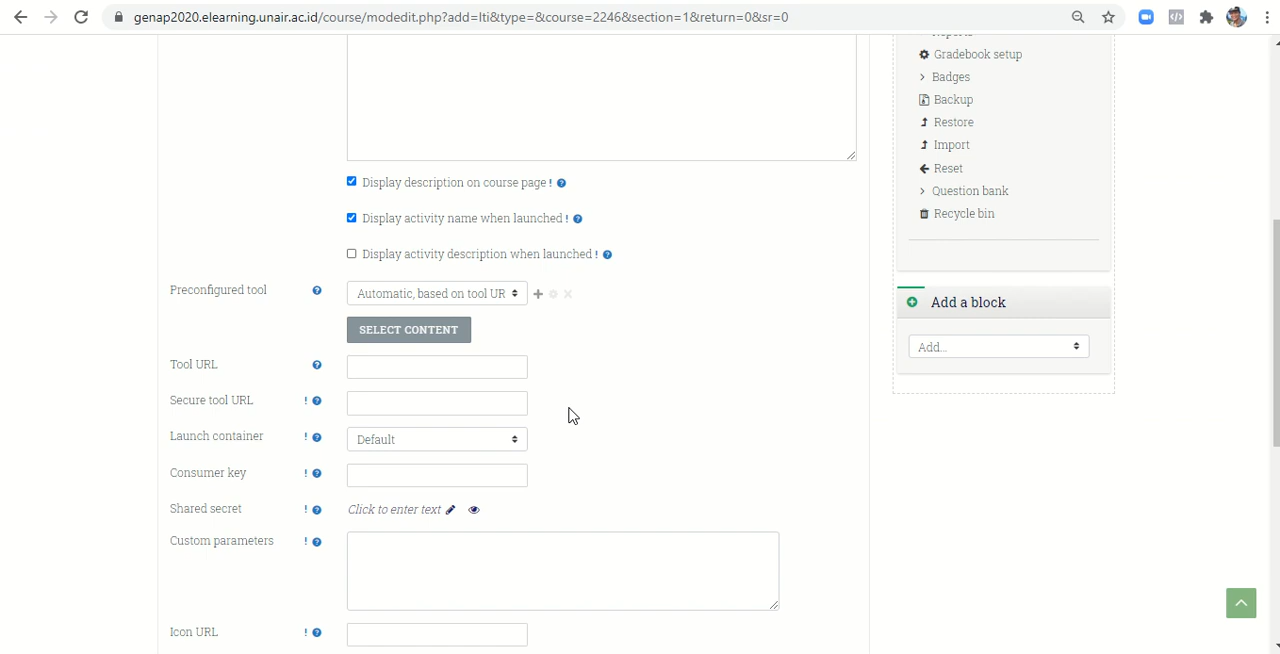 genap2020.elearning.unair.ac.id/course/modedit.php?add=lti&type=&course=2246&section=1&return=0&sr=0
Reports
Gradebook setup
Badges
Backup
Restore
Import
Reset
Question bank
Recycle bin
Add a block
Add...
Display description on course page !
Display activity name when launched !
Display activity description when launched !
Preconfigured tool
Automatic, based on tool UR
SELECT CONTENT
Tool URL
Secure tool URL !
Launch container !
Default
Consumer key !
Shared secret !
Click to enter text
Custom parameters !
Icon URL !